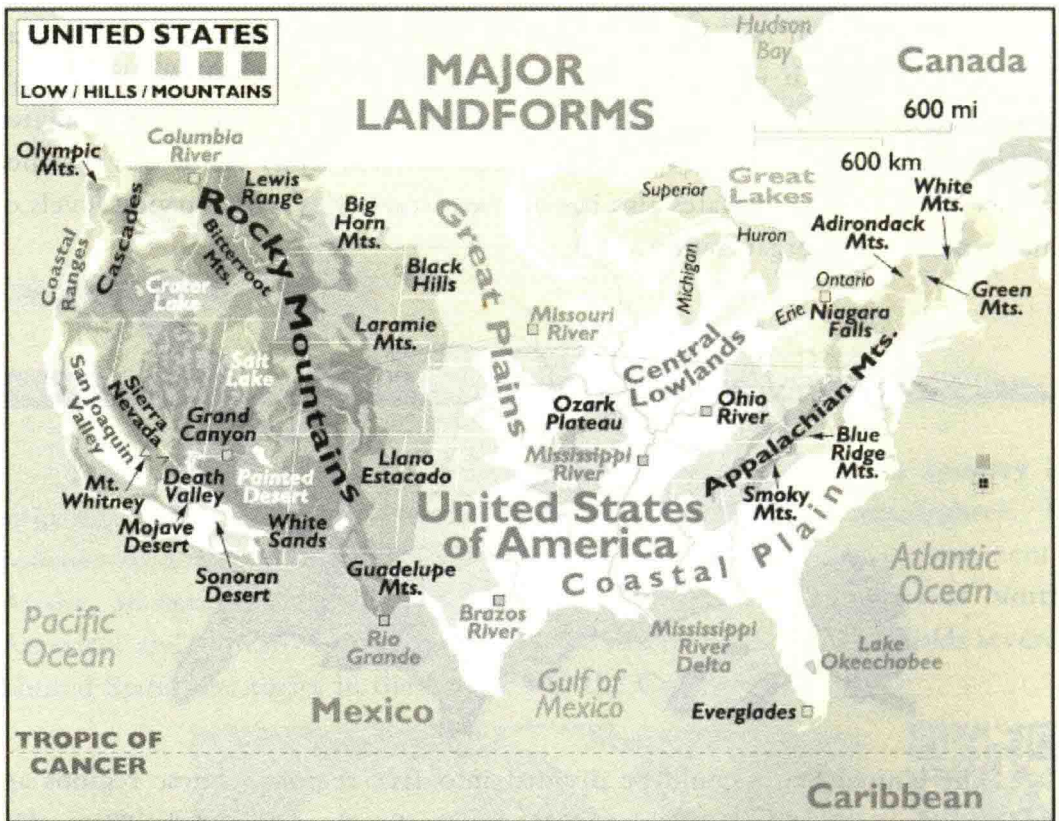 UNITED STATES
LOW / HILLS / MOUNTAINS
MAJOR
LANDFORMS
Hudson
Bay
Canada
600 mi
600 km
Columbia
River
Olympic
Mts.
Cascades
Coastal
Ranges
Rocky Mountains
Lewis
Range
Bitterroot
Mts.
Big
Horn
Mts.
Black
Hills
Great Plains
Superior
Great
Lakes
White
Mts.
Adirondack
Mts.
Huron
Michigan
Ontario
Erie
Niagara
Falls
Green
Mts.
Crater
Lake
Laramie
Mts.
Missouri
River
Central
Lowlands
Salt
Lake
San Joaquin
Valley
Sierra
Nevada
Grand
Canyon
Ozark
Plateau
Ohio
River
Appalachian Mts.
Blue
Ridge
Mts.
Mississippi
River
Mt.
Whitney
Death
Valley
Painted
Desert
Llano
Estacado
Smoky
Mts.
Mojave
Desert
White
Sands
United States
of America
Coastal Plain
Sonoran
Desert
Guadelupe
Mts.
Atlantic
Ocean
Pacific
Ocean
Rio
Grande
Brazos
River
Mississippi
River
Delta
Lake
Okeechobee
Gulf of
Mexico
Mexico
Everglades
TROPIC OF
CANCER
Caribbean